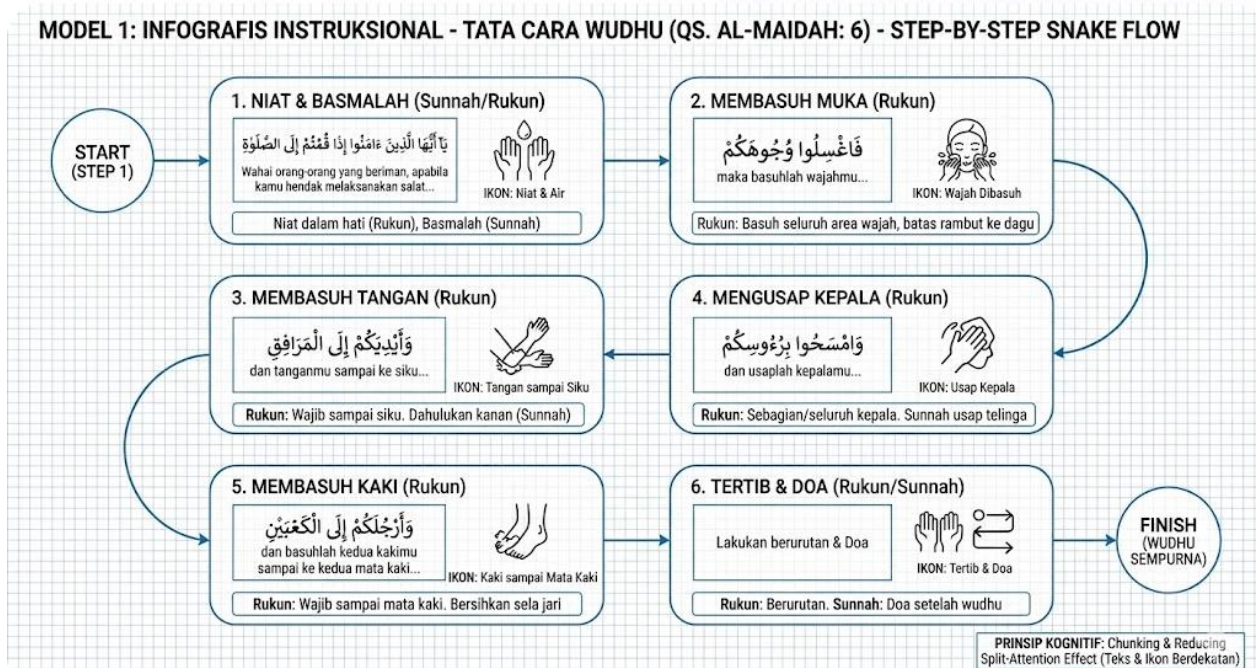 MODEL 1: INFOGRAFIS INSTRUKSIONAL - TATA CARA WUDHU (QS. AL-MAIDAH: 6) - STEP-BY-STEP SNAKE FLOW
START
(STEP 1)
1. NIAT & BASMALAH (Sunnah/Rukun)
يَآ أَيُّهَا الَّذِينَ ءَامَنُوا إِذَا قُمْتُمْ إِلَى الصَّلَوٰةِ
Wahai orang-orang yang beriman, apabila
kamu hendak melaksanakan salat...
IKON: Niat & Air
Niat dalam hati (Rukun), Basmalah (Sunnah)
2. MEMBASUH MUKA (Rukun)
فَاغْسِلُوا وُجُوهَكُمْ
maka basuhlah wajahmu...
IKON: Wajah Dibasuh
Rukun: Basuh seluruh area wajah, batas rambut ke dagu
3. MEMBASUH TANGAN (Rukun)
وَأَيْدِيَكُمْ إِلَى الْمَرَافِقِ
dan tanganmu sampai ke siku...
IKON: Tangan sampai Siku
Rukun: Wajib sampai siku. Dahulukan kanan (Sunnah)
4. MENGUSAP KEPALA (Rukun)
وَامْسَحُوا بِرُءُوسِكُمْ
dan usaplah kepalamu...
IKON: Usap Kepala
Rukun: Sebagian/seluruh kepala. Sunnah usap telinga
5. MEMBASUH KAKI (Rukun)
وَأَرْجُلَكُمْ إِلَى الْكَعْبَيْنِ
dan basuhlah kedua kakimu
sampai ke kedua mata kaki...
IKON: Kaki sampai Mata Kaki
Rukun: Wajib sampai mata kaki. Bersihkan sela jari
6. TERTIB & DOA (Rukun/Sunnah)
Lakukan berurutan & Doa
IKON: Tertib & Doa
Rukun: Berurutan. Sunnah: Doa setelah wudhu
FINISH
(WUDHU
SEMPURNA)
PRINSIP KOGNITIF: Chunking & Reducing
Split-Attention Effect (Teks & Ikon Berdekatan)